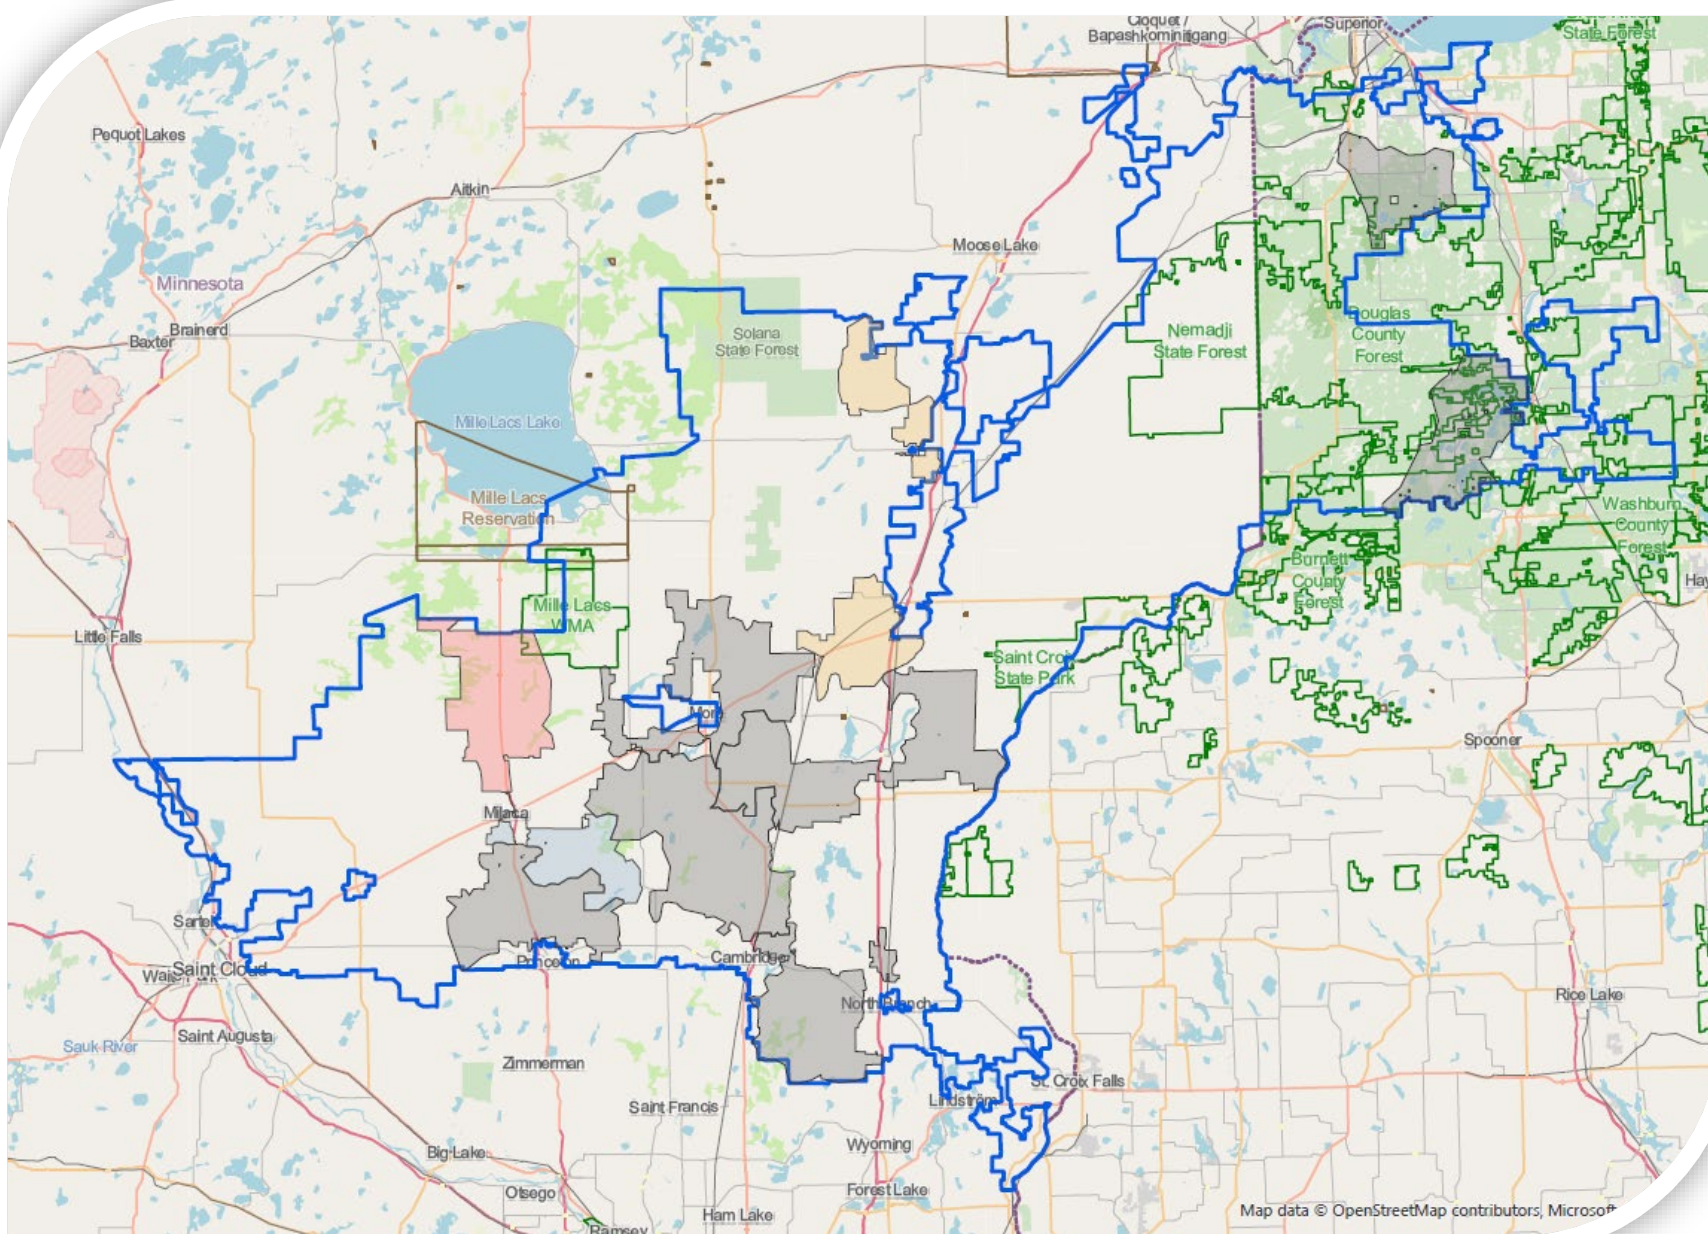 Cloquet /
Bapashkominitigang
Superior
State Forest
Pequot Lakes
Aitkin
Moose Lake
Minnesota
Brainerd
Baxter
Solana
State Forest
Nemadji
State Forest
Douglas
County
Forest
Mille Lacs Lake
Mille Lacs
Reservation
Washburn
County
Forest
Burnett
County
Forest
Hay
Mille Lacs
WMA
Little Falls
Saint Croix
State Park
Mora
Spooner
Milaca
Sartell
Saint Cloud
Princeton
Cambridge
North Branch
Rice Lake
Saint Augusta
Sauk River
Zimmerman
St. Croix Falls
Lindström
Saint Francis
Wyoming
Big Lake
Otsego
Forest Lake
Ham Lake
Ramsey
Map data © OpenStreetMap contributors, Microsoft